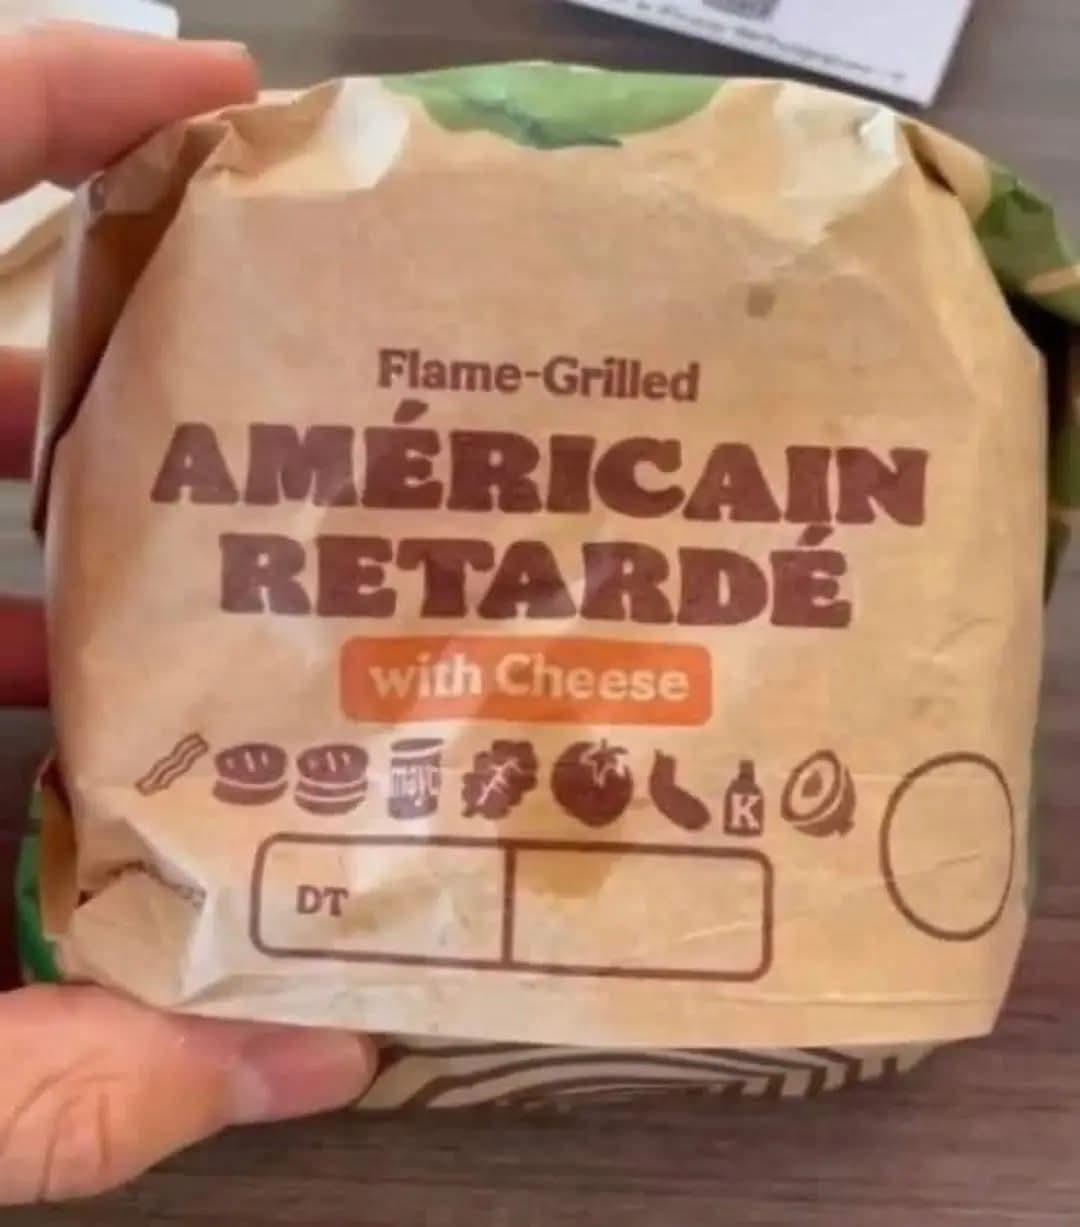 Flame-Grilled
AMÉRICAIN
RETARDÉ
with Cheese
mayo
K
DT